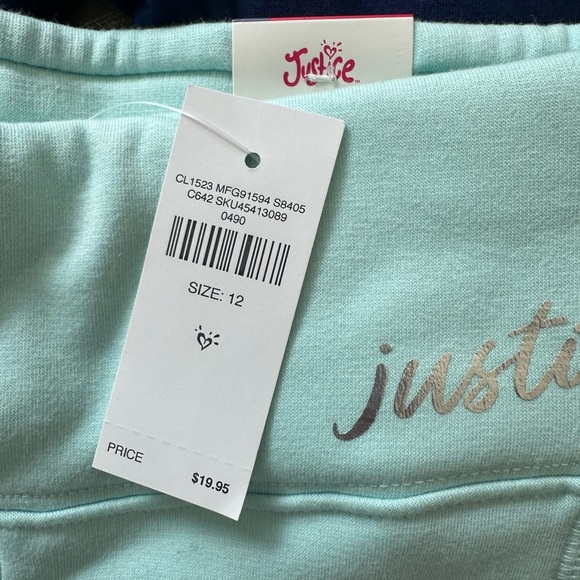 Justice
CL1523 MFG91594 S8405
C642 SKU45413089
0490
SIZE: 12
justi
PRICE
$19.95